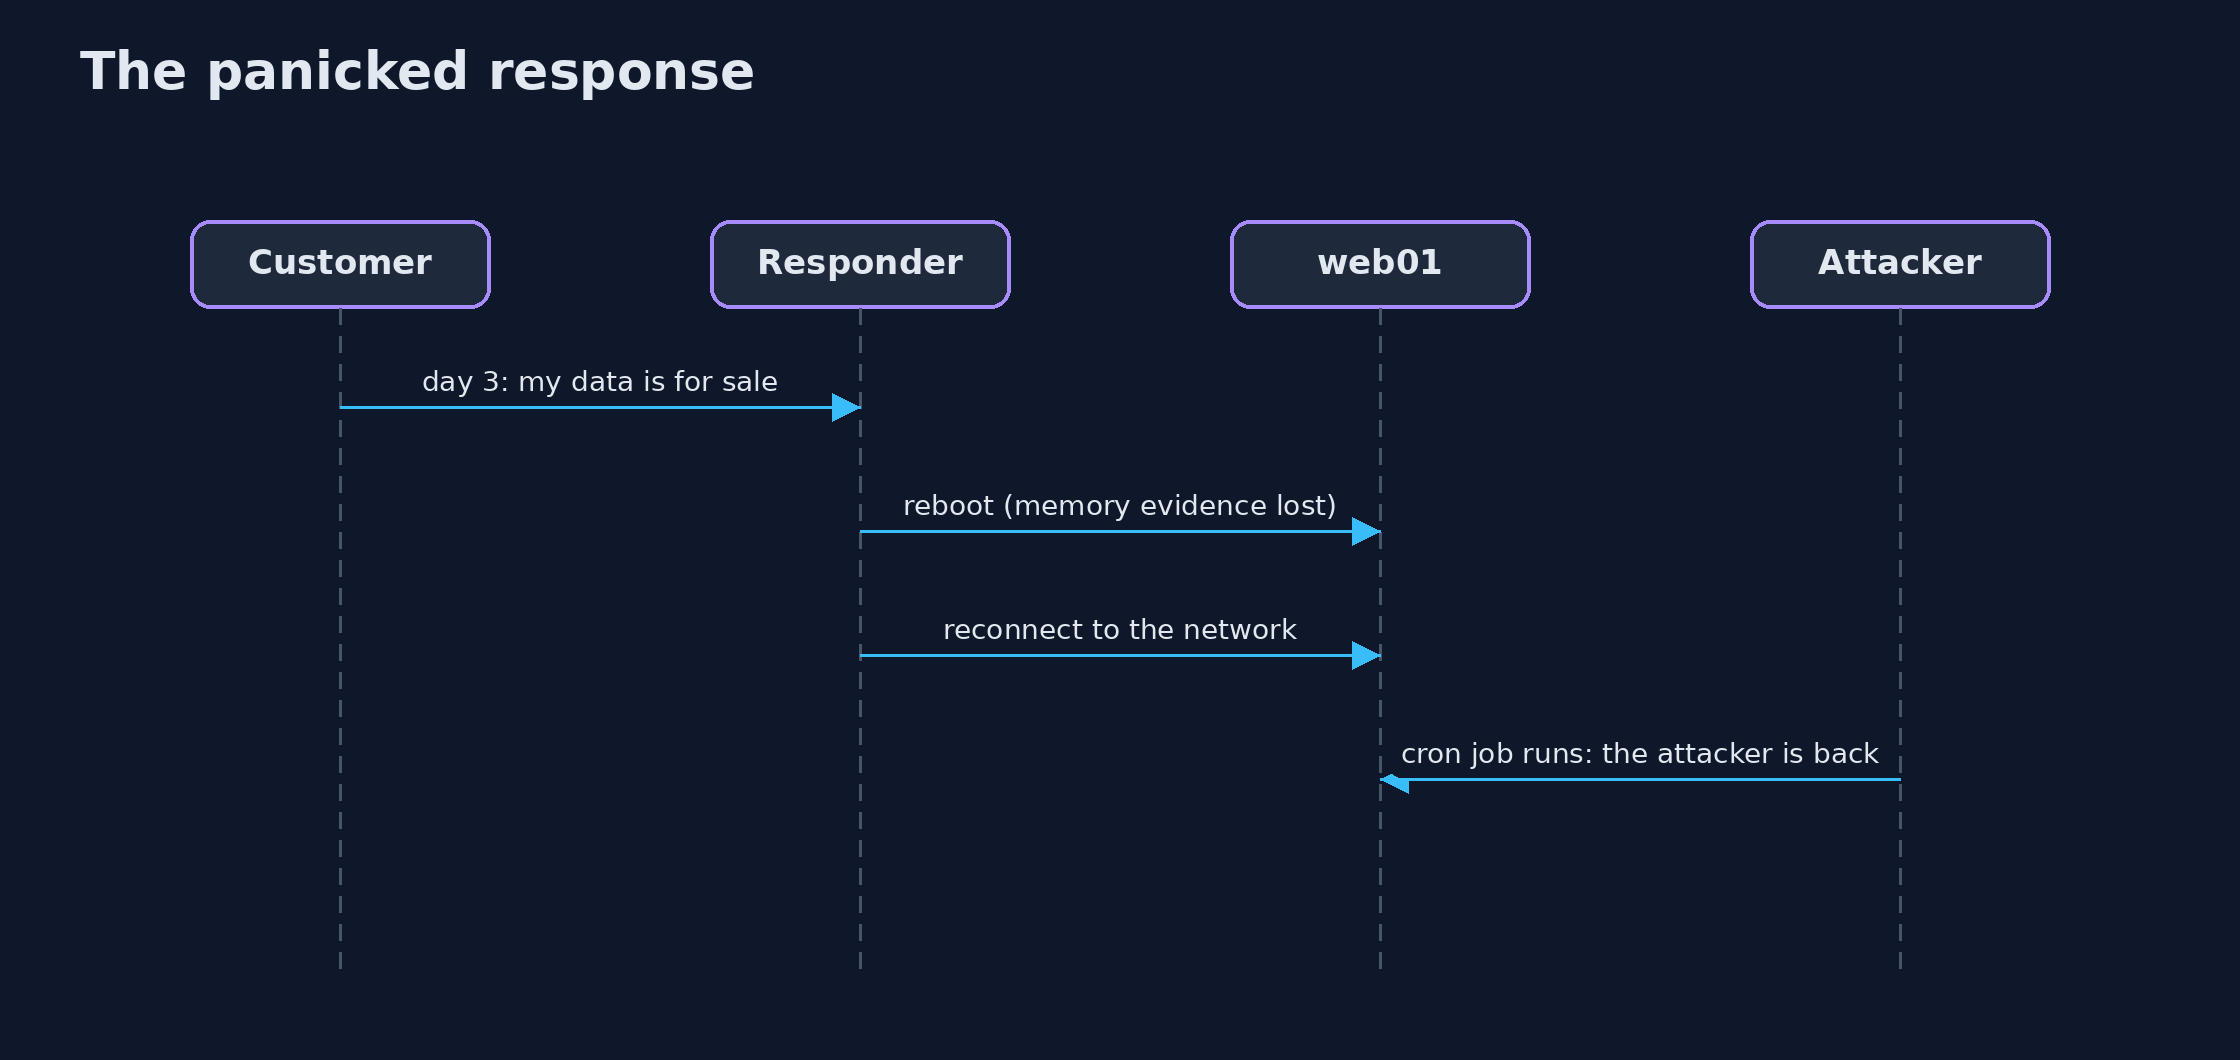 The panicked response
Customer
Responder
web01
Attacker
day 3: my data is for sale
reboot (memory evidence lost)
reconnect to the network
cron job runs: the attacker is back